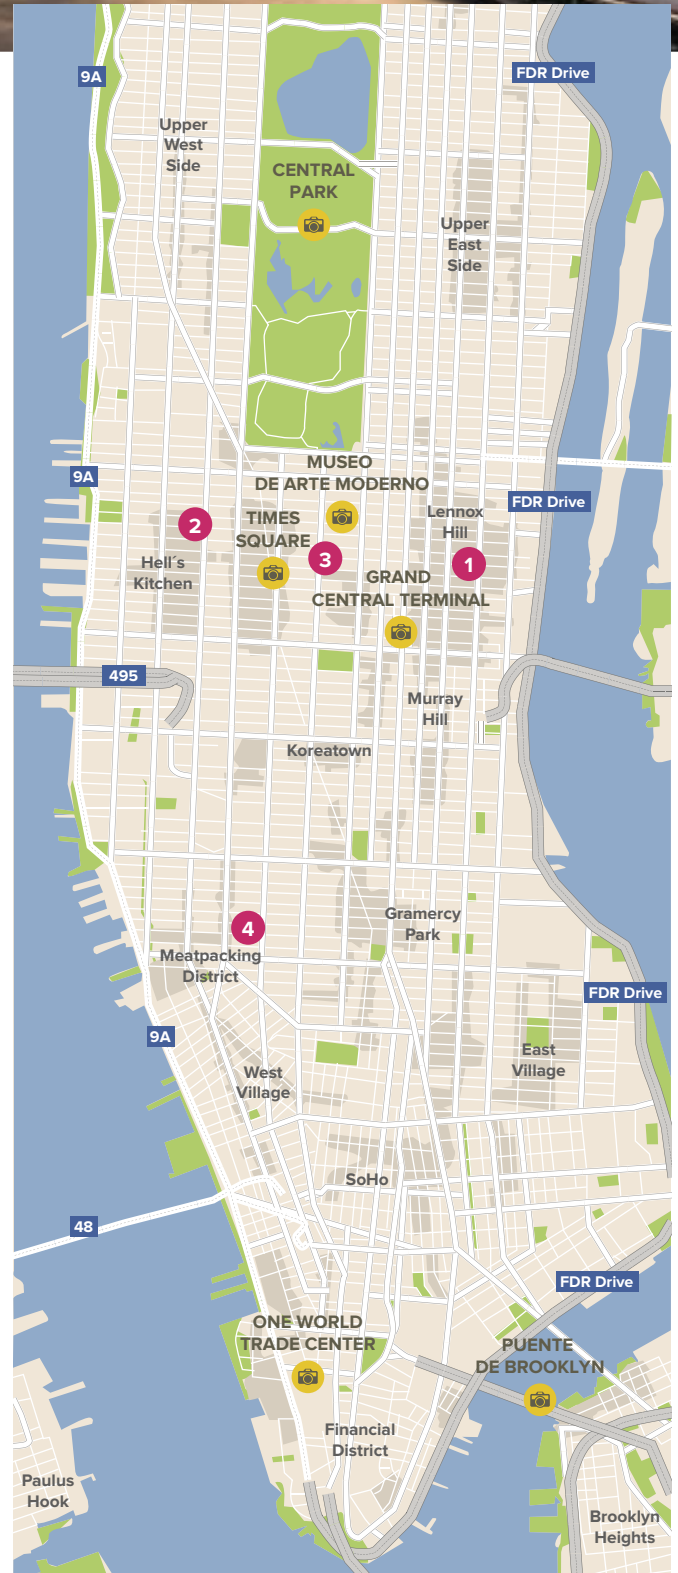 9A
FDR Drive
Upper
West
Side
CENTRAL
PARK
Upper
East
Side
MUSEO
DE ARTE MODERNO
9A
FDR Drive
2
TIMES
SQUARE
Lennox
Hill
3
1
Hell´s
Kitchen
GRAND
CENTRAL TERMINAL
495
Murray
Hill
Koreatown
4
Gramercy
Park
Meatpacking
District
FDR Drive
9A
East
Village
West
Village
SoHo
48
FDR Drive
ONE WORLD
TRADE CENTER
PUENTE
DE BROOKLYN
Financial
District
Paulus
Hook
Brooklyn
Heights